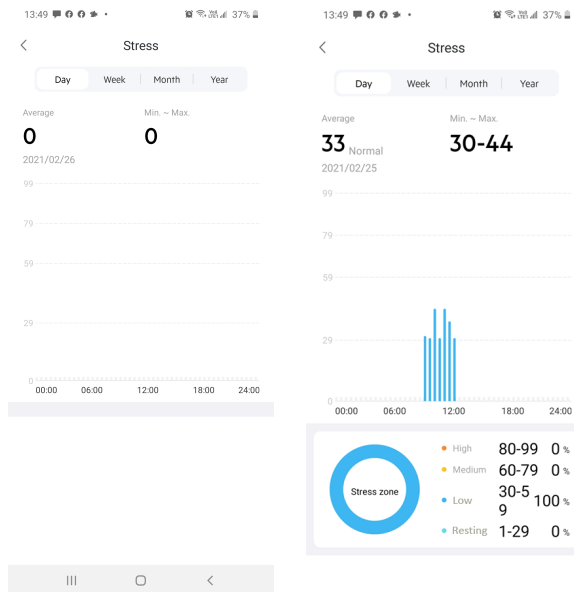 13:49 37%
Stress
Day Week Month Year
Average Min. ~ Max.
0 0
2021/02/26
99
79
59
29
0
00:00 06:00 12:00 18:00 24:00
13:49 37%
Stress
Day Week Month Year
Average Min. ~ Max.
33 Normal 30-44
2021/02/25
99
79
59
29
0
00:00 06:00 12:00 18:00 24:00
Stress zone
High 80-99 0 %
Medium 60-79 0 %
Low 30-5
9 100 %
Resting 1-29 0 %